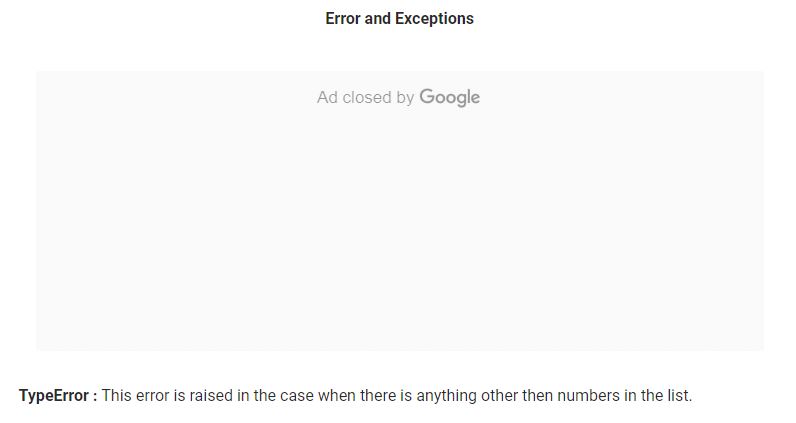 Error and Exceptions
Ad closed by Google
TypeError : This error is raised in the case when there is anything other then numbers in the list.